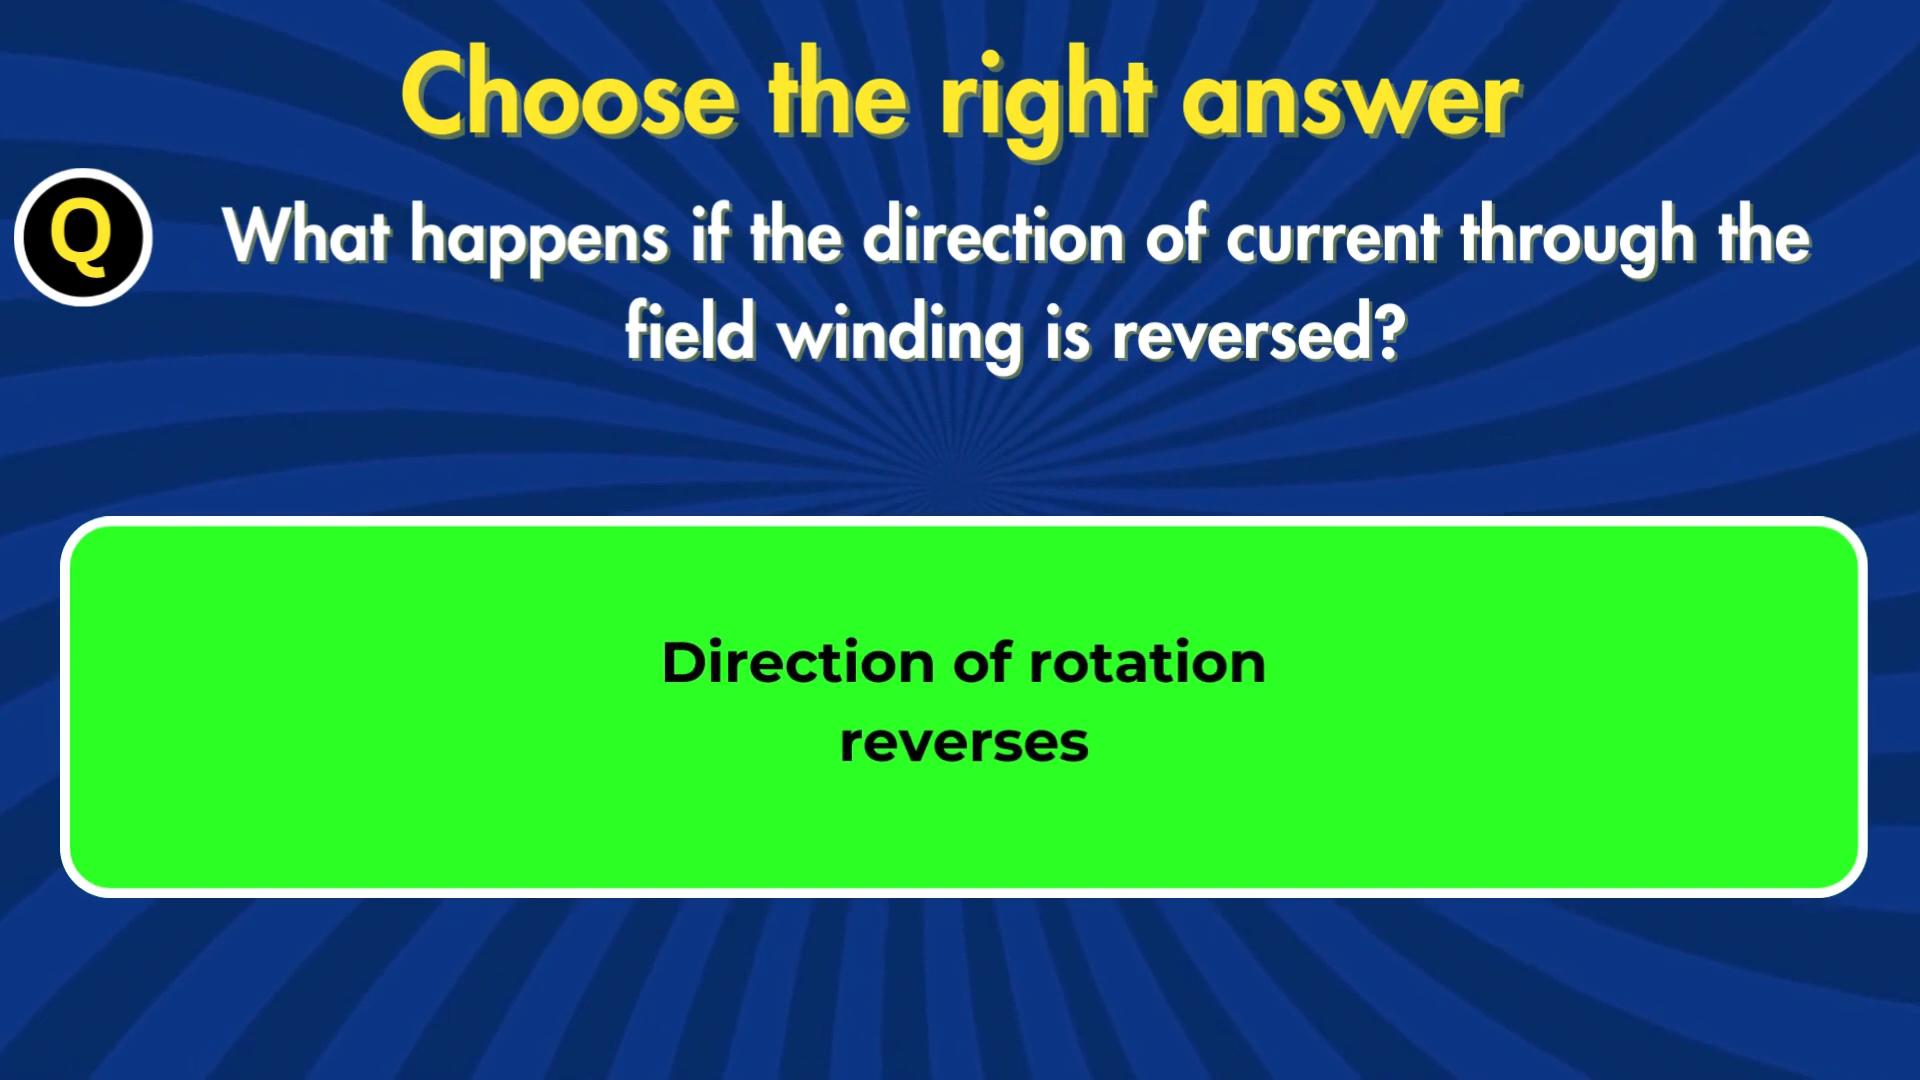 Choose the right answer
Q
What happens if the direction of current through the
field winding is reversed?
Direction of rotation
reverses